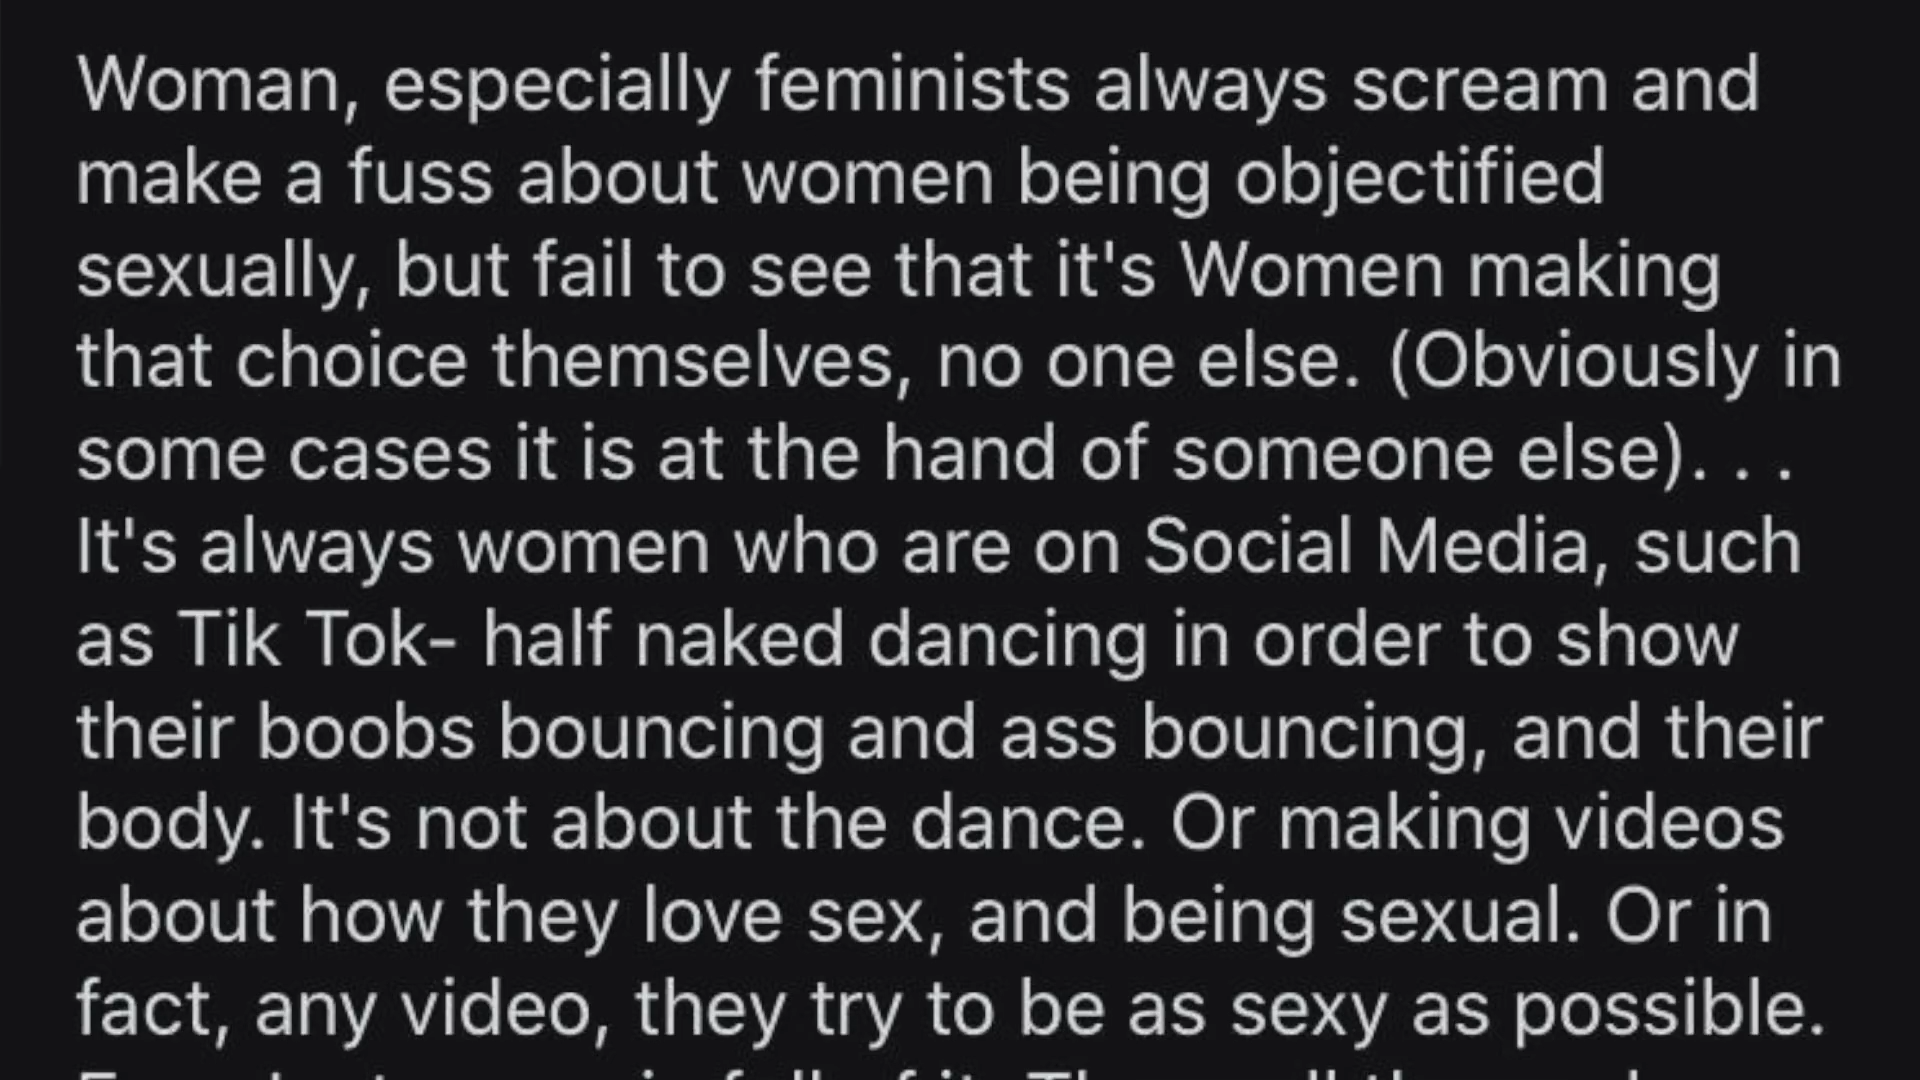 Woman, especially feminists always scream and
make a fuss about women being objectified
sexually, but fail to see that it's Women making
that choice themselves, no one else. (Obviously in
some cases it is at the hand of someone else). . .
It's always women who are on Social Media, such
as Tik Tok- half naked dancing in order to show
their boobs bouncing and ass bouncing, and their
body. It's not about the dance. Or making videos
about how they love sex, and being sexual. Or in
fact, any video, they try to be as sexy as possible.